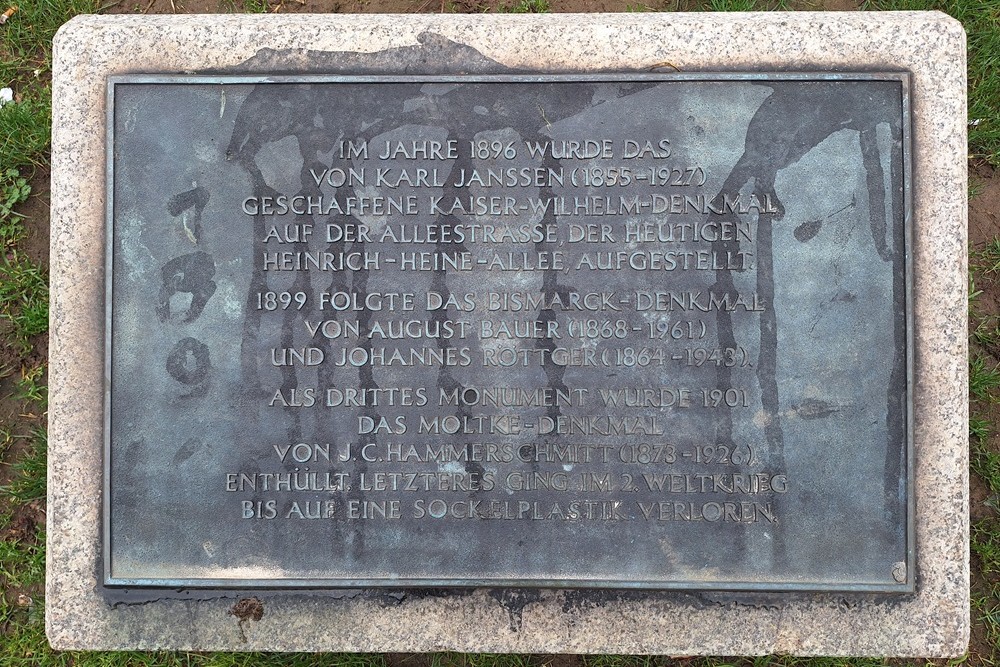 IM JAHRE 1896 WURDE DAS
VON KARL JANSSEN (1855-1927)
GESCHAFFENE KAISER-WILHELM-DENKMAL
AUF DER ALLEESTRASSE, DER HEUTIGEN
HEINRICH-HEINE-ALLEE, AUFGESTELLT.
1899 FOLGTE DAS BISMARCK-DENKMAL
VON AUGUST BAUER (1868-1961)
UND JOHANNES RÖTTGER (1864-1943).
ALS DRITTES MONUMENT WURDE 1901
DAS MOLTKE-DENKMAL
VON J.C. HAMMERSCHMITT (1873-1926)
ENTHÜLLT. LETZTERES GING IM 2. WELTKRIEG
BIS AUF EINE SOCKELPLASTIK VERLOREN.